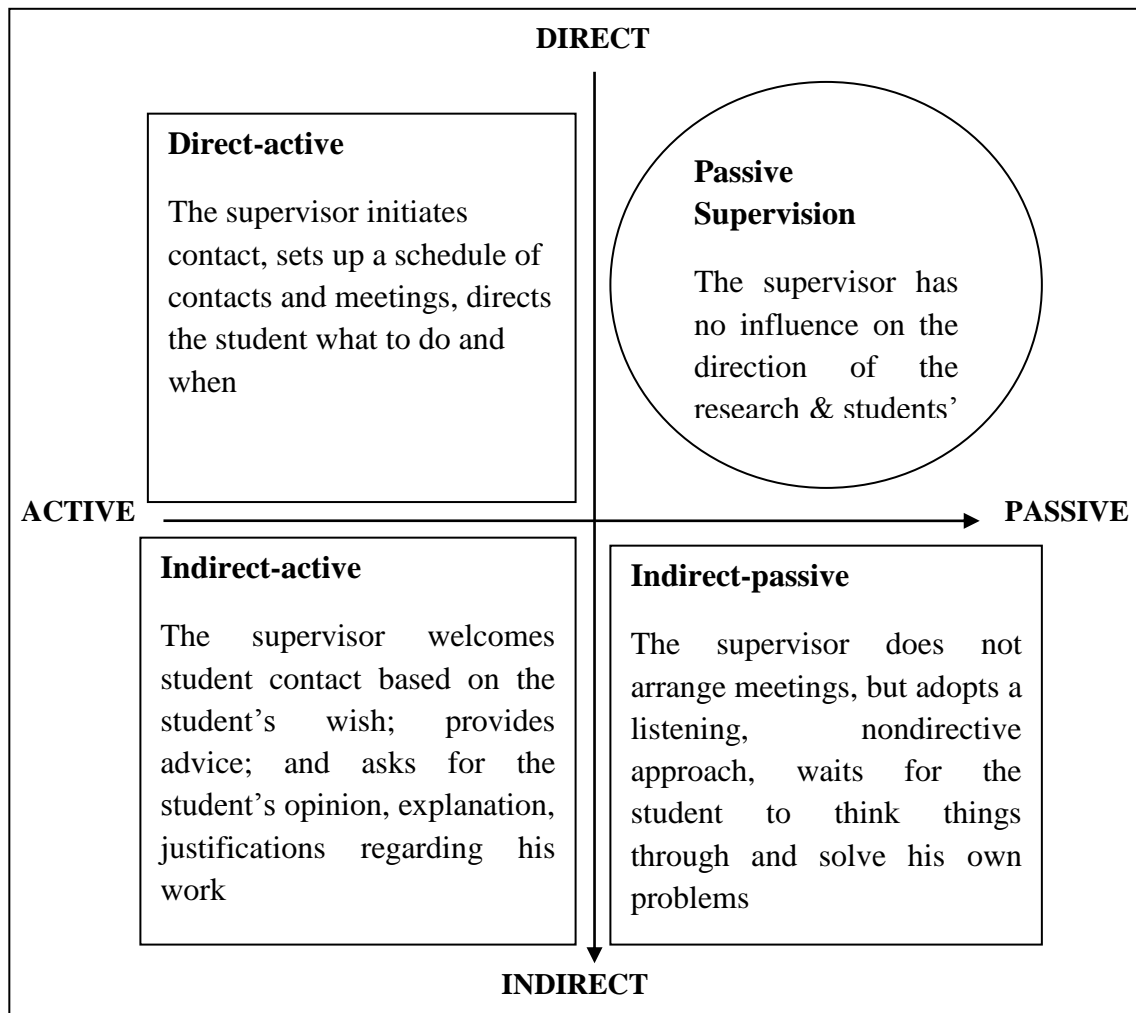 DIRECT
Direct-active
The supervisor initiates
contact, sets up a schedule of
contacts and meetings, directs
the student what to do and
when
Passive
Supervision
The supervisor has
no influence on the
direction of the
research & students’
ACTIVE
PASSIVE
Indirect-active
The supervisor welcomes
student contact based on the
student’s wish; provides
advice; and asks for the
student’s opinion, explanation,
justifications regarding his
work
Indirect-passive
The supervisor does not
arrange meetings, but adopts a
listening, nondirective
approach, waits for the
student to think things
through and solve his own
problems
INDIRECT